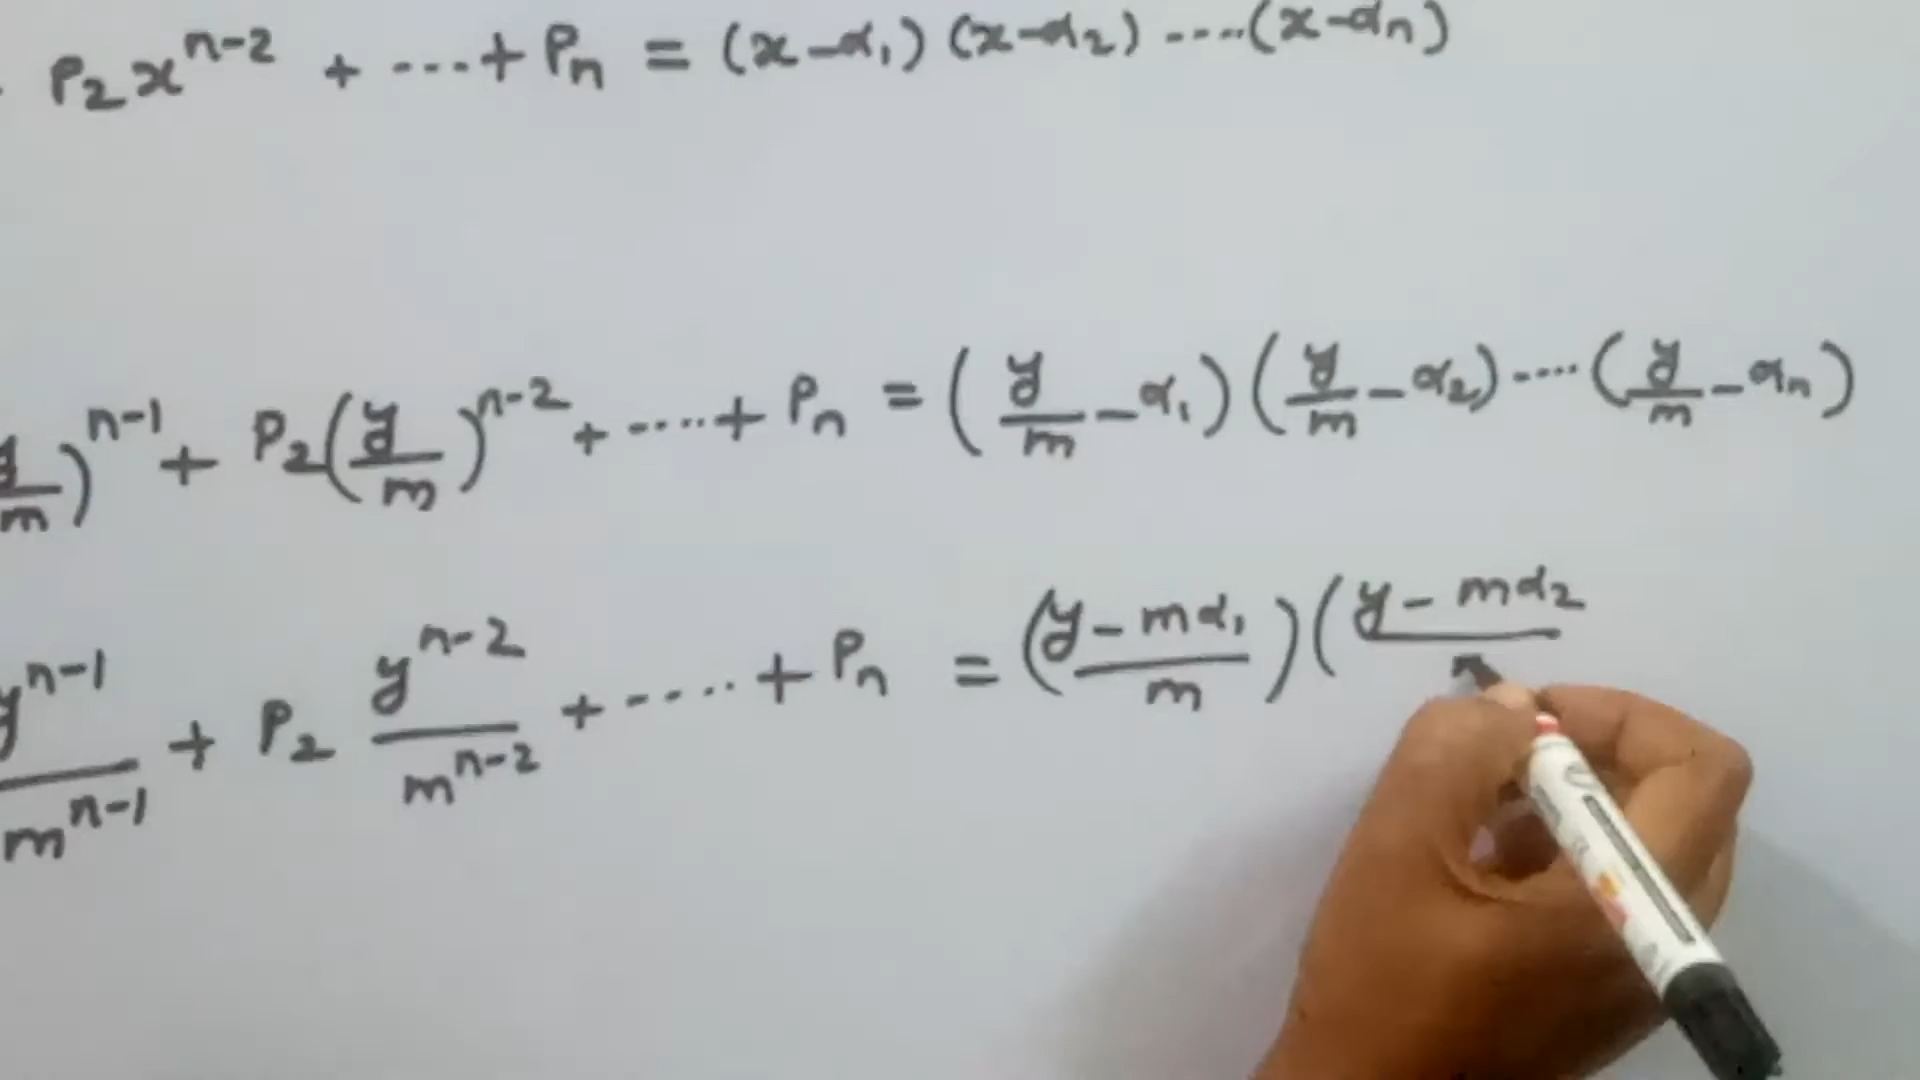 P₂xⁿ⁻² + ... + Pₙ = (x-α₁) (x-α₂) ....(x-αₙ)
y/m)ⁿ⁻¹ + P₂(y/m)ⁿ⁻² + .... + Pₙ = (y/m - α₁)(y/m - α₂)....(y/m - αₙ)
yⁿ⁻¹/mⁿ⁻¹ + P₂ yⁿ⁻²/mⁿ⁻² + .... + Pₙ = (y - mα₁/m)(y - mα₂/